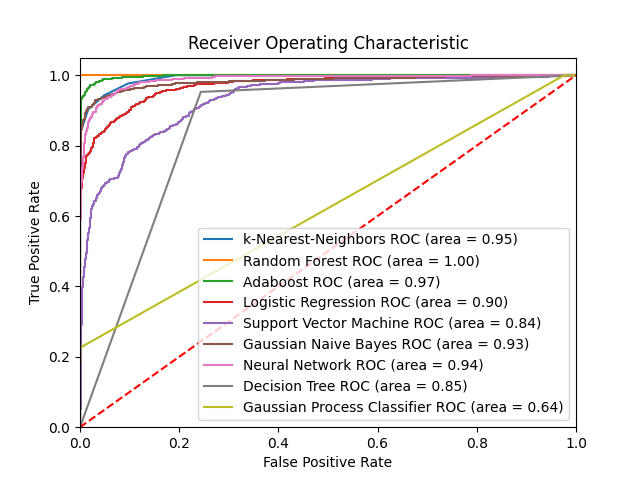 Receiver Operating Characteristic
True Positive Rate
1.0
0.8
0.6
0.4
0.2
0.0
k-Nearest-Neighbors ROC (area = 0.95)
Random Forest ROC (area = 1.00)
Adaboost ROC (area = 0.97)
Logistic Regression ROC (area = 0.90)
Support Vector Machine ROC (area = 0.84)
Gaussian Naive Bayes ROC (area = 0.93)
Neural Network ROC (area = 0.94)
Decision Tree ROC (area = 0.85)
Gaussian Process Classifier ROC (area = 0.64)
0.0 0.2 0.4 0.6 0.8 1.0
False Positive Rate